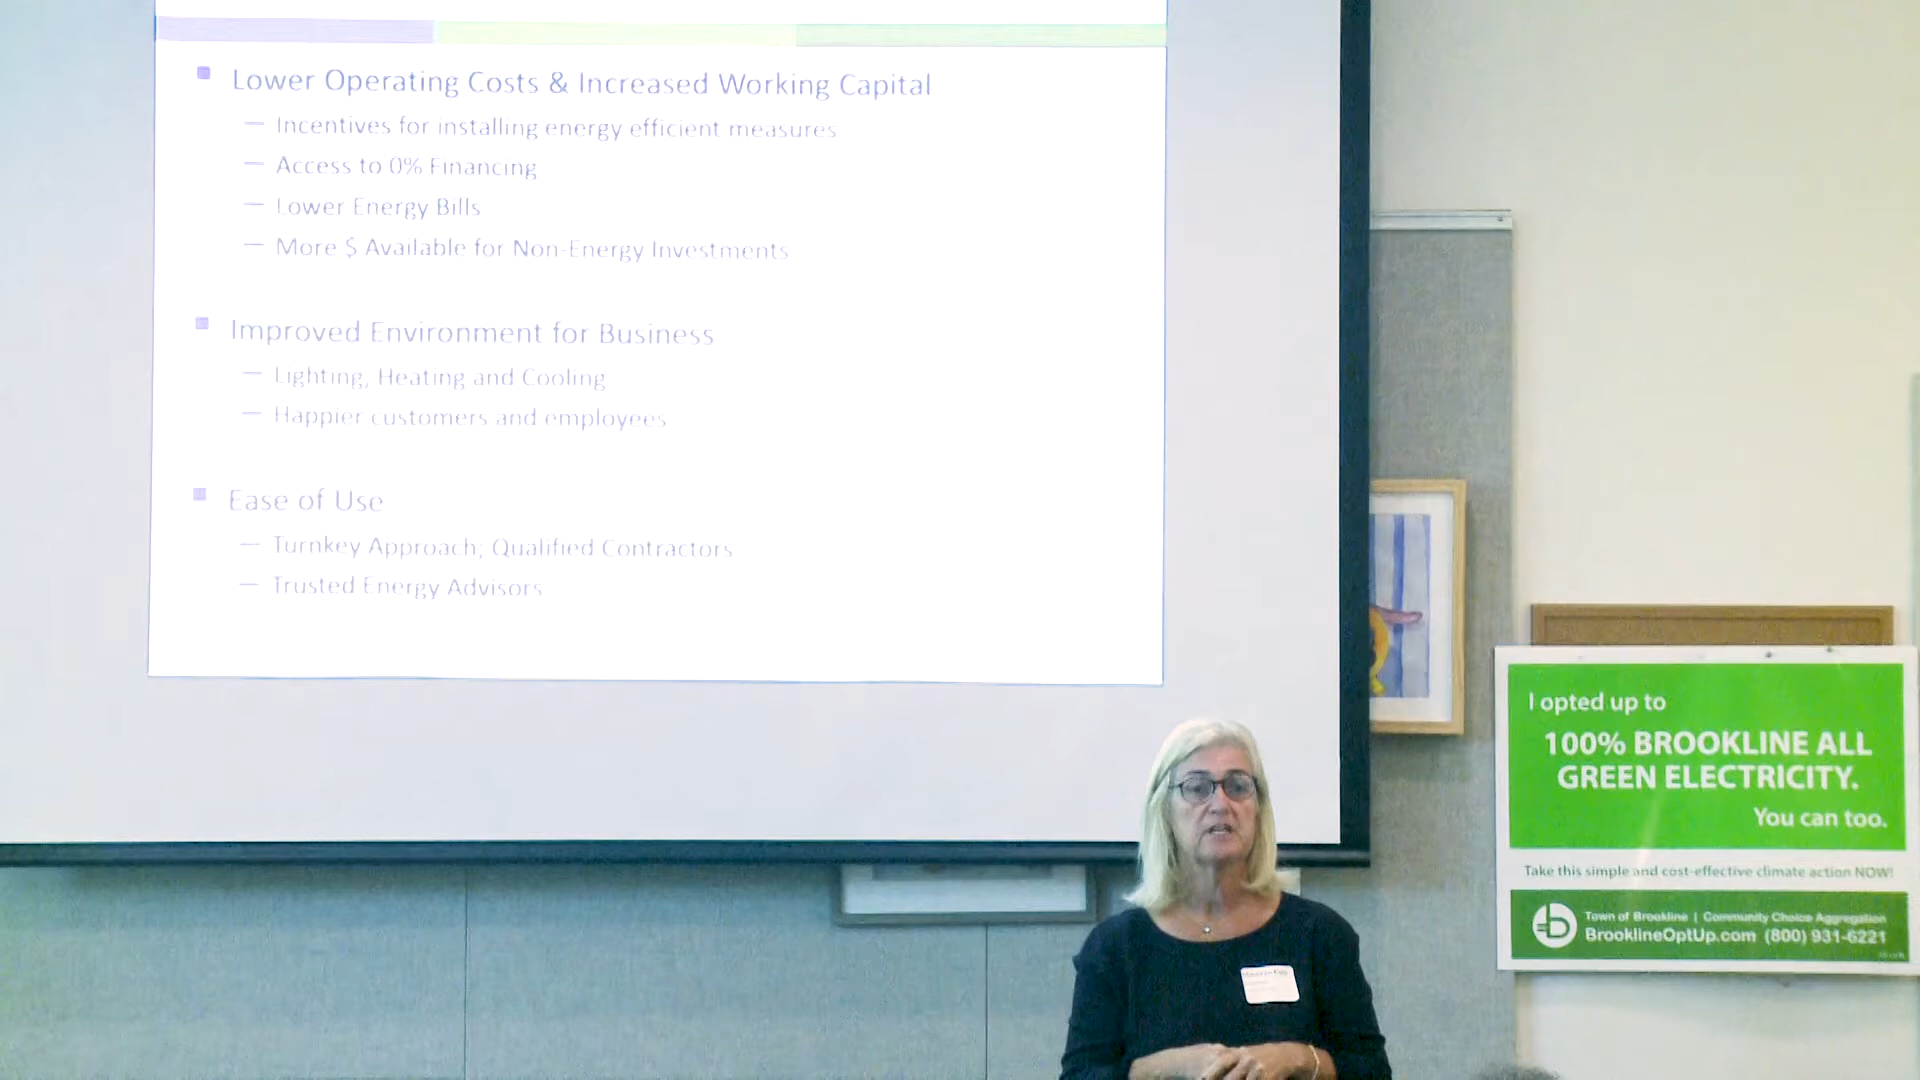 Lower Operating Costs & Increased Working Capital
— Incentives for installing energy efficient measures
— Access to 0% Financing
— Lower Energy Bills
— More $ Available for Non-Energy Investments
Improved Environment for Business
— Lighting, Heating and Cooling
— Happier customers and employees
Ease of Use
— Turnkey Approach; Qualified Contractors
— Trusted Energy Advisors
I opted up to
100% BROOKLINE ALL
GREEN ELECTRICITY.
You can too.
Take this simple and cost-effective climate action NOW!
Town of Brookline | Community Choice Aggregation
BrooklineOptUp.com (800) 931-6221